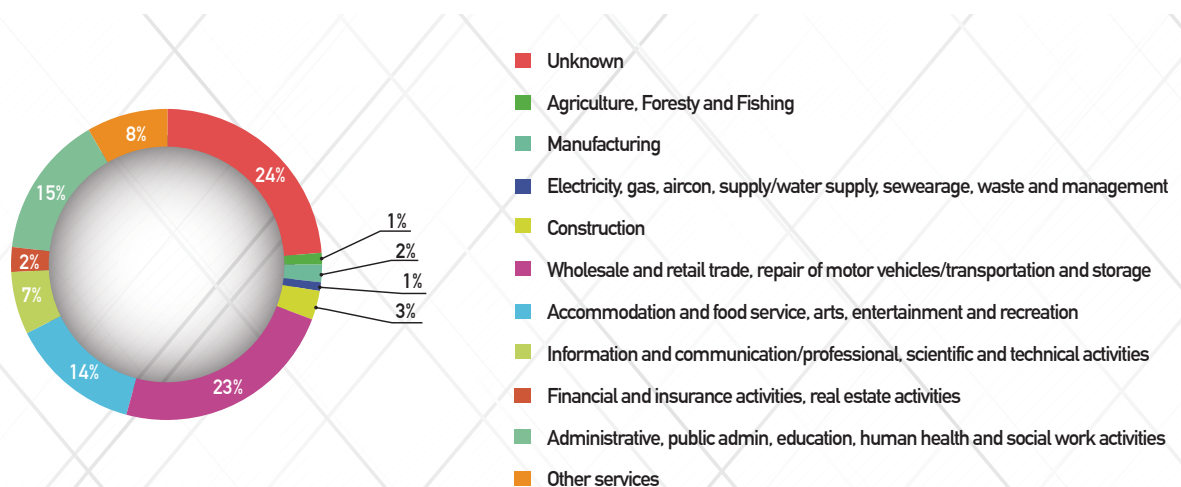 8%
24%
15%
1%
2%
2%
1%
7%
3%
14%
23%
Unknown
Agriculture, Foresty and Fishing
Manufacturing
Electricity, gas, aircon, supply/water supply, sewearage, waste and management
Construction
Wholesale and retail trade, repair of motor vehicles/transportation and storage
Accommodation and food service, arts, entertainment and recreation
Information and communication/professional, scientific and technical activities
Financial and insurance activities, real estate activities
Administrative, public admin, education, human health and social work activities
Other services